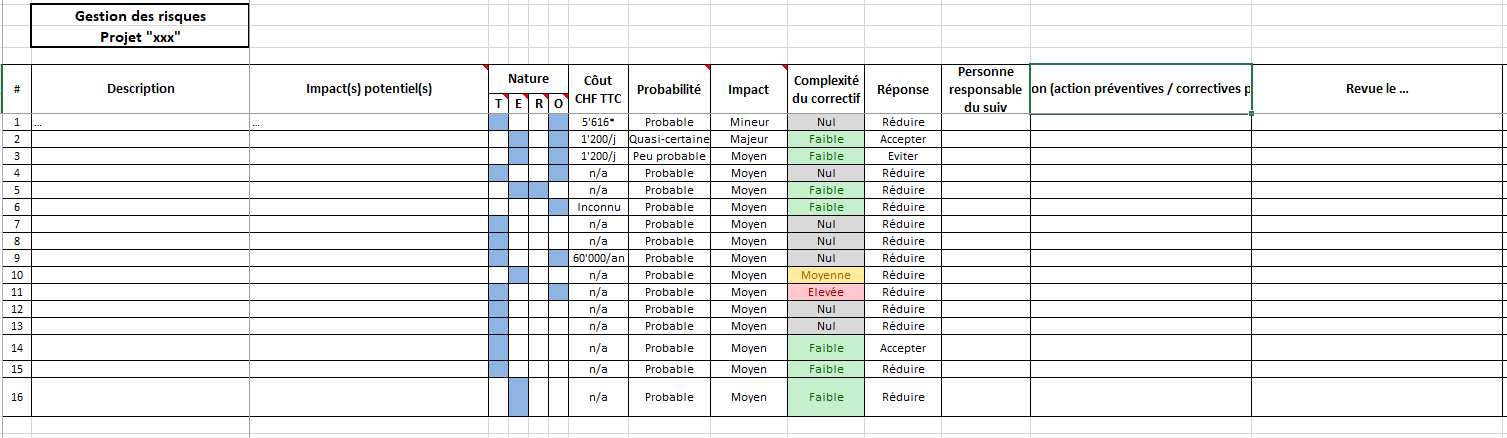 Gestion des risques
Projet "xxx"
# Description Impact(s) potentiel(s) Nature Côut CHF TTC Probabilité Impact Complexité du correctif Réponse Personne responsable du suiv on (action préventives / correctives p Revue le ...
T E R O
1 ... ... 5'616* Probable Mineur Nul Réduire
2 1'200/j Quasi-certaine Majeur Faible Accepter
3 1'200/j Peu probable Moyen Faible Eviter
4 n/a Probable Moyen Nul Réduire
5 n/a Probable Moyen Faible Réduire
6 Inconnu Probable Moyen Faible Réduire
7 n/a Probable Moyen Nul Réduire
8 n/a Probable Moyen Nul Réduire
9 60'000/an Probable Moyen Nul Réduire
10 n/a Probable Moyen Moyenne Réduire
11 n/a Probable Moyen Elevée Réduire
12 n/a Probable Moyen Nul Réduire
13 n/a Probable Moyen Nul Réduire
14 n/a Probable Moyen Faible Accepter
15 n/a Probable Moyen Faible Réduire
16 n/a Probable Moyen Faible Réduire